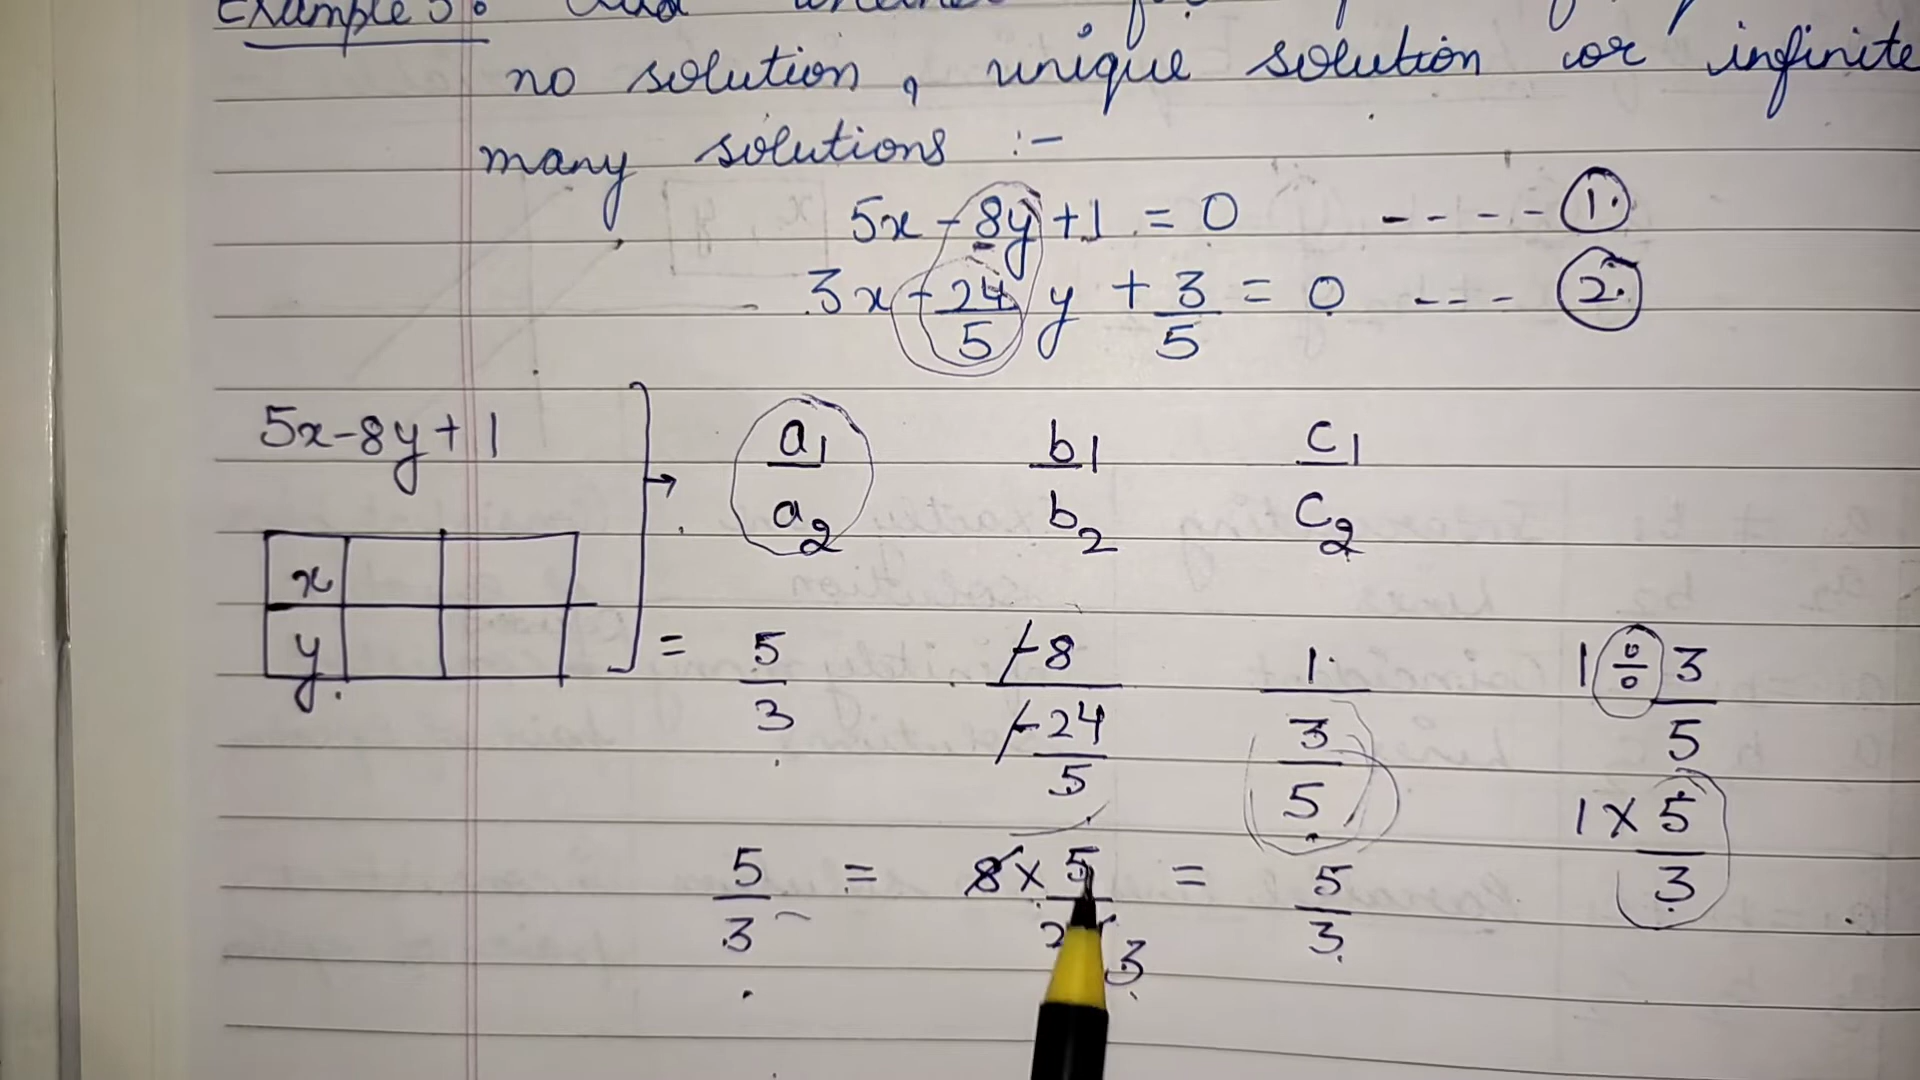 Example 3:
no solution, unique solution or infinite
many solutions :-
5x - 8y + 1 = 0 ---- 1.
3x - 24/5 y + 3/5 = 0 --- 2.
5x - 8y + 1
x
y
→ a1/a2 b1/b2 c1/c2
= 5/3 -8/(-24/5) 1/(3/5) 1 ÷ 3/5
1 × 5/3
5/3 = 8 × 5/ 3 = 5/3